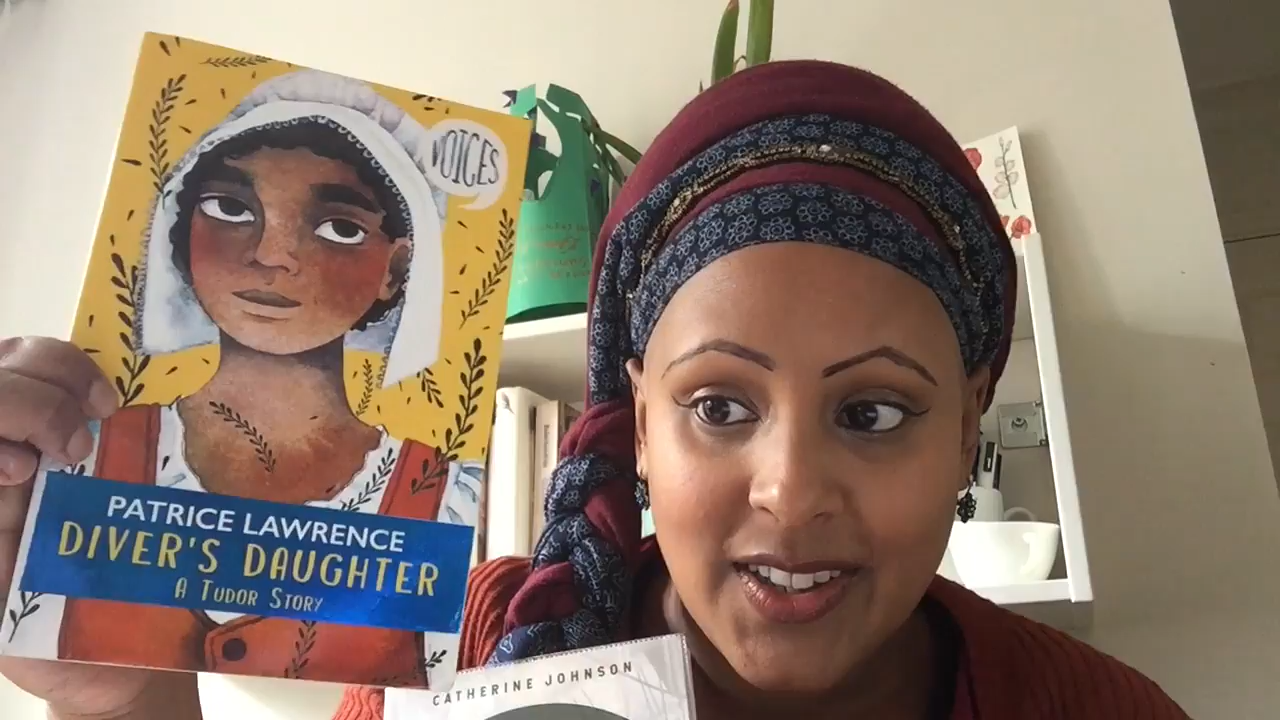 VOICES
PATRICE LAWRENCE
DIVER'S DAUGHTER
A TUDOR STORY
CATHERINE JOHNSON